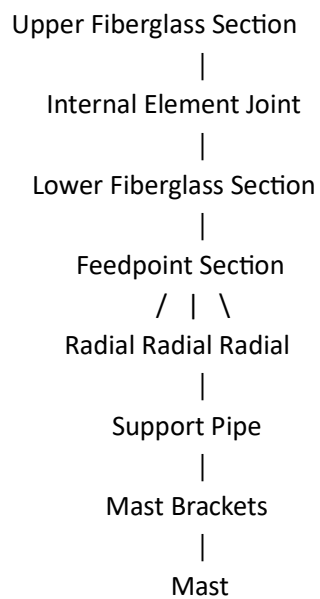 Upper Fiberglass Section
|
Internal Element Joint
|
Lower Fiberglass Section
|
Feedpoint Section
/ | \
Radial Radial Radial
|
Support Pipe
|
Mast Brackets
|
Mast